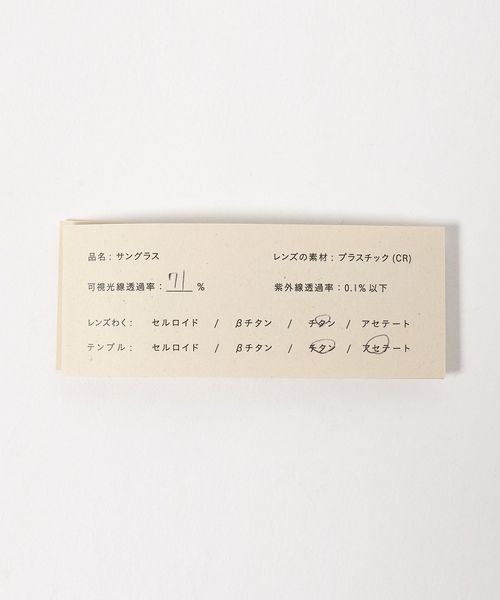 品名：サングラス　レンズの素材：プラスチック(CR)
可視光線透過率：71 %　紫外線透過率：0.1% 以下
レンズわく：　セルロイド　/　βチタン　/　チタン　/　アセテート
テンプル：　セルロイド　/　βチタン　/　チタン　/　アセテート